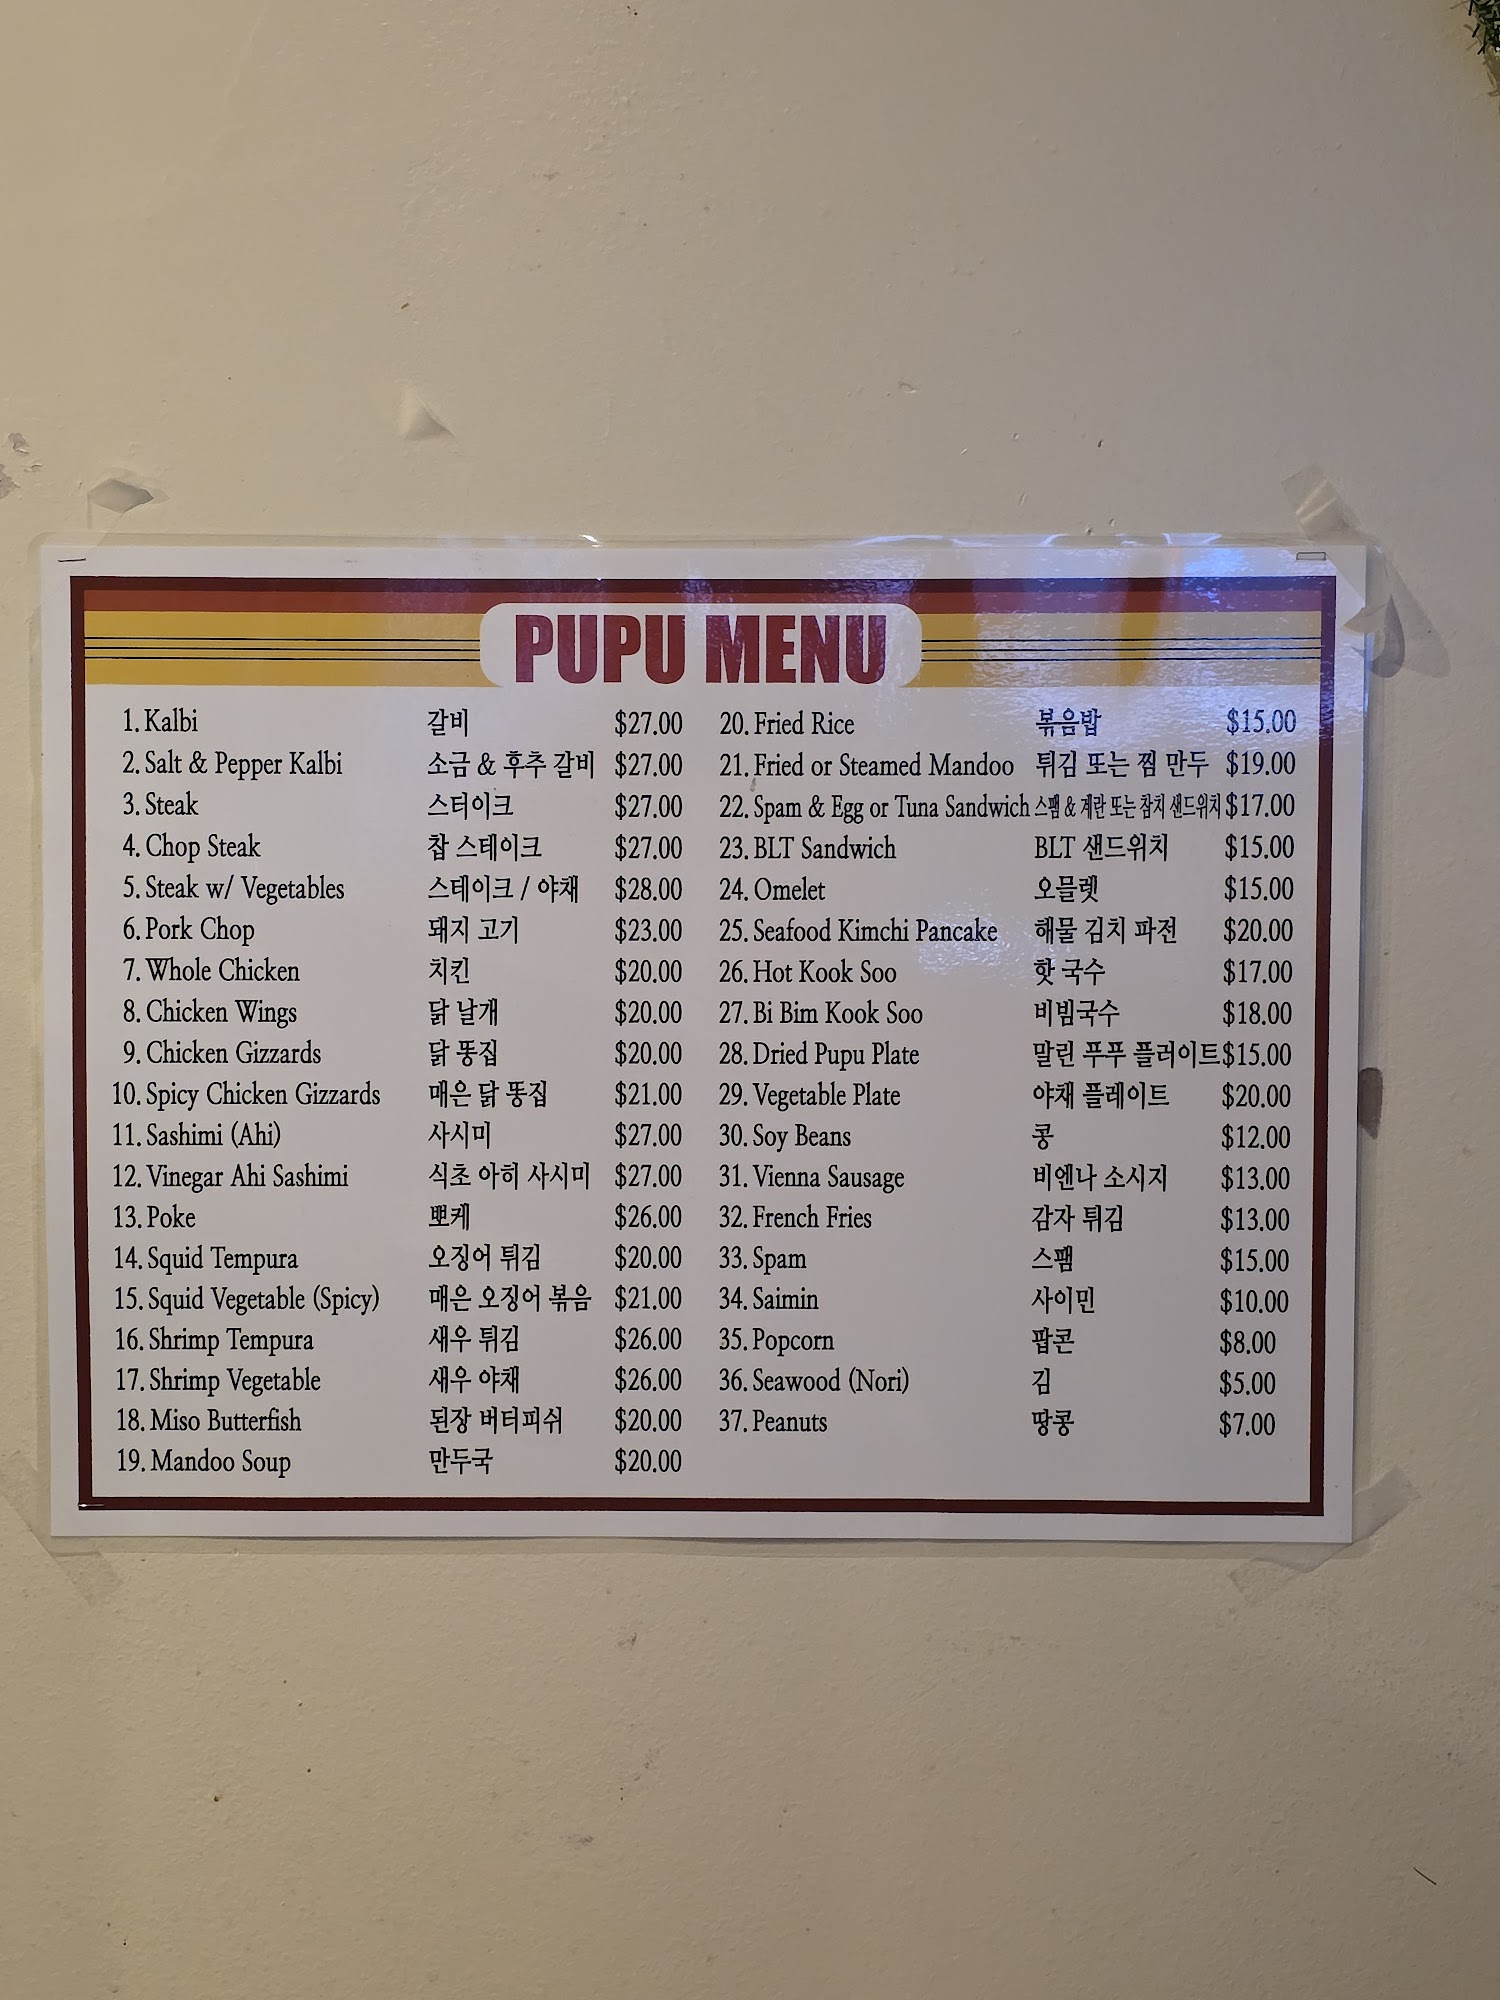 PUPU MENU
1. Kalbi 갈비 $27.00
2. Salt & Pepper Kalbi 소금 & 후추 갈비 $27.00
3. Steak 스터이크 $27.00
4. Chop Steak 찹 스테이크 $27.00
5. Steak w/ Vegetables 스테이크 / 야채 $28.00
6. Pork Chop 돼지 고기 $23.00
7. Whole Chicken 치킨 $20.00
8. Chicken Wings 닭 날개 $20.00
9. Chicken Gizzards 닭 똥집 $20.00
10. Spicy Chicken Gizzards 매은 닭 똥집 $21.00
11. Sashimi (Ahi) 사시미 $27.00
12. Vinegar Ahi Sashimi 식초 아히 사시미 $27.00
13. Poke 뽀케 $26.00
14. Squid Tempura 오징어 튀김 $20.00
15. Squid Vegetable (Spicy) 매은 오징어 볶음 $21.00
16. Shrimp Tempura 새우 튀김 $26.00
17. Shrimp Vegetable 새우 야채 $26.00
18. Miso Butterfish 된장 버터피쉬 $20.00
19. Mandoo Soup 만두국 $20.00
20. Fried Rice 볶음밥 $15.00
21. Fried or Steamed Mandoo 튀김 또는 찜 만두 $19.00
22. Spam & Egg or Tuna Sandwich 스팸 & 계란 또는 참치 샌드위치 $17.00
23. BLT Sandwich BLT 샌드위치 $15.00
24. Omelet 오믈렛 $15.00
25. Seafood Kimchi Pancake 해물 김치 파전 $20.00
26. Hot Kook Soo 핫 국수 $17.00
27. Bi Bim Kook Soo 비빔국수 $18.00
28. Dried Pupu Plate 말린 푸푸 플러이트 $15.00
29. Vegetable Plate 야채 플레이트 $20.00
30. Soy Beans 콩 $12.00
31. Vienna Sausage 비엔나 소시지 $13.00
32. French Fries 감자 튀김 $13.00
33. Spam 스팸 $15.00
34. Saimin 사이민 $10.00
35. Popcorn 팝콘 $8.00
36. Seawood (Nori) 김 $5.00
37. Peanuts 땅콩 $7.00